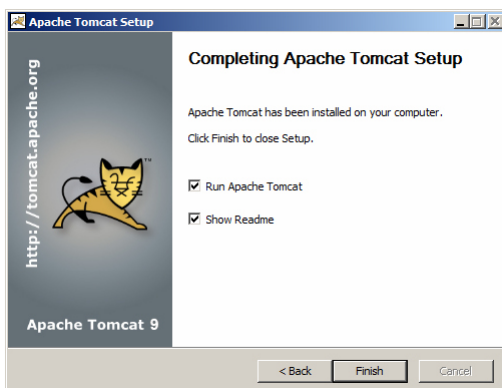 Apache Tomcat Setup
http://tomcat.apache.org
TM
Apache Tomcat 9
Completing Apache Tomcat Setup
Apache Tomcat has been installed on your computer.
Click Finish to close Setup.
Run Apache Tomcat
Show Readme
< Back
Finish
Cancel